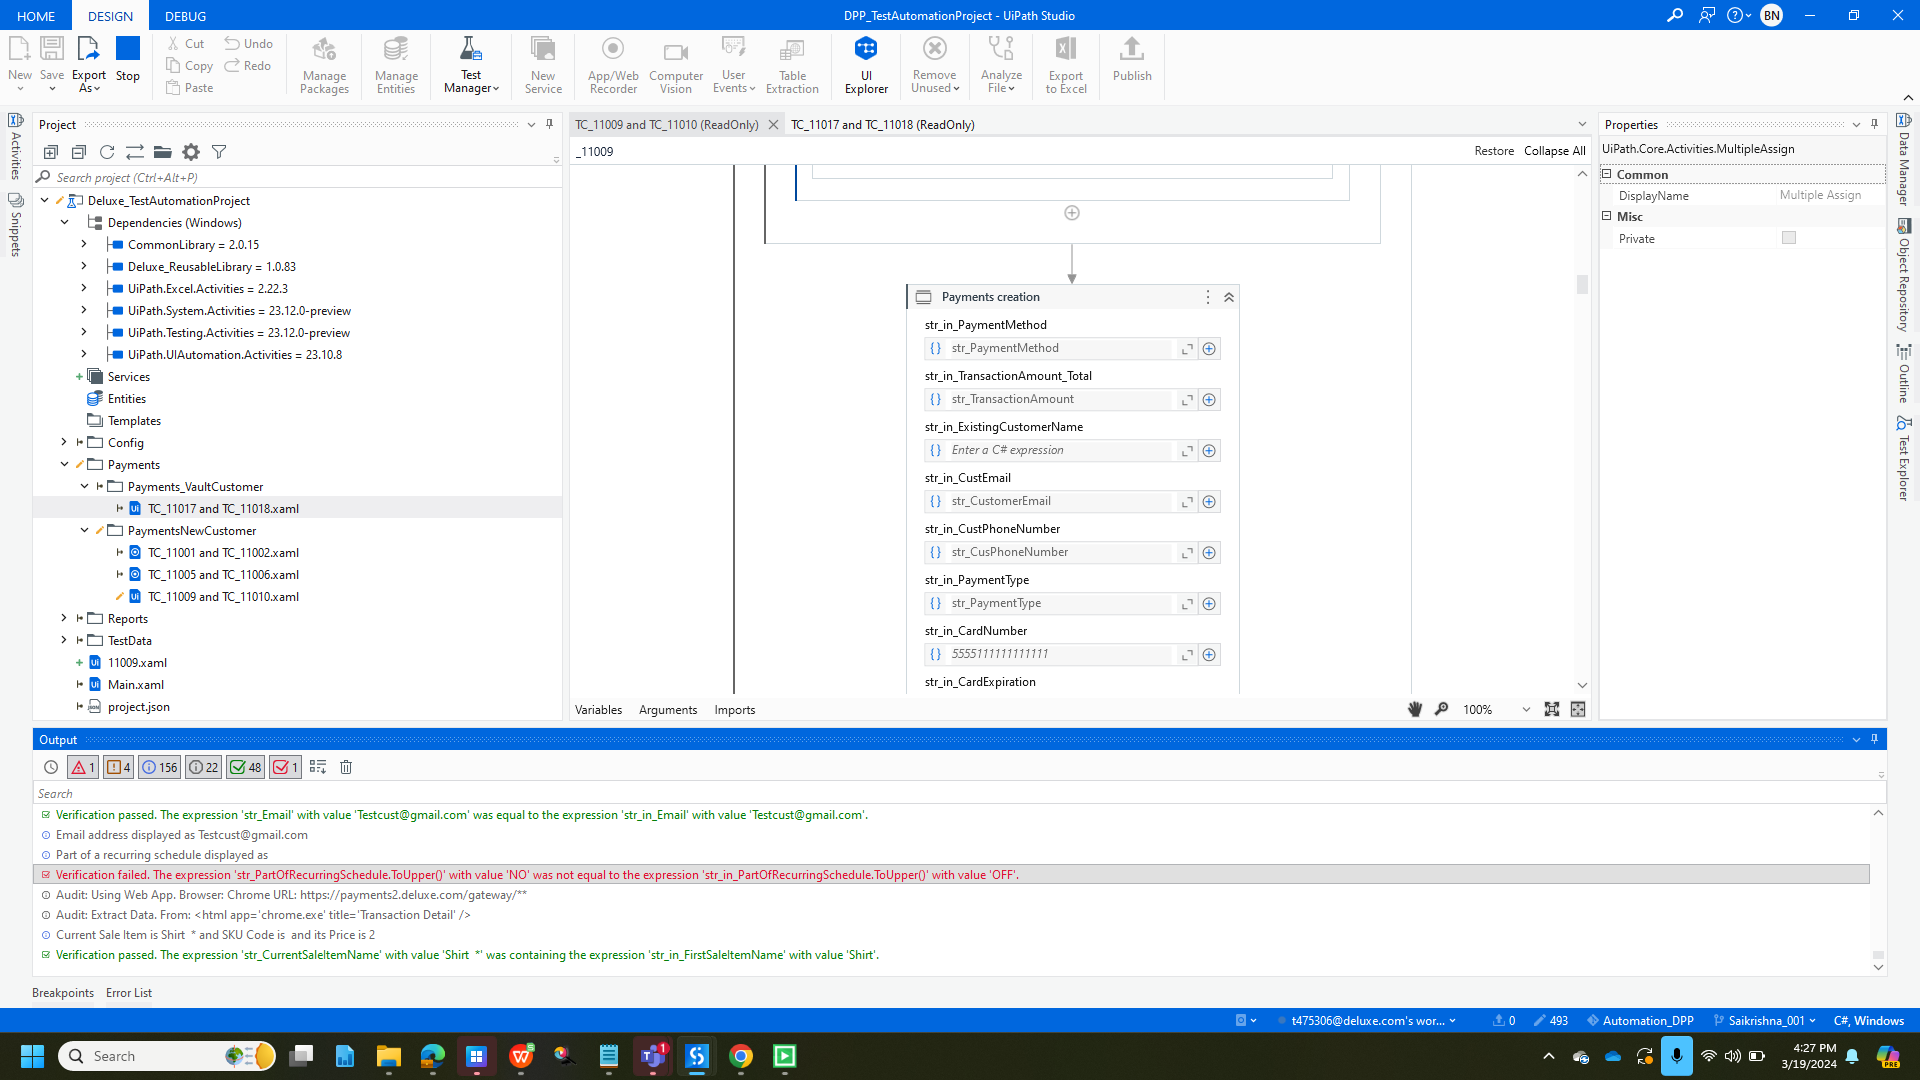 HOME DESIGN DEBUG
DPP_TestAutomationProject - UiPath Studio
BN
New
Save
Export As
Stop
Cut
Copy
Paste
Undo
Redo
Manage Packages
Manage Entities
Test Manager
New Service
App/Web Recorder
Computer Vision
User Events
Table Extraction
UI Explorer
Remove Unused
Analyze File
Export to Excel
Publish
Activities
Snippets
Project
Search project (Ctrl+Alt+P)
Deluxe_TestAutomationProject
Dependencies (Windows)
CommonLibrary = 2.0.15
Deluxe_ReusableLibrary = 1.0.83
UiPath.Excel.Activities = 2.22.3
UiPath.System.Activities = 23.12.0-preview
UiPath.Testing.Activities = 23.12.0-preview
UiPath.UIAutomation.Activities = 23.10.8
Services
Entities
Templates
Config
Payments
Payments_VaultCustomer
TC_11017 and TC_11018.xaml
PaymentsNewCustomer
TC_11001 and TC_11002.xaml
TC_11005 and TC_11006.xaml
TC_11009 and TC_11010.xaml
Reports
TestData
11009.xaml
Main.xaml
project.json
TC_11009 and TC_11010 (ReadOnly)
TC_11017 and TC_11018 (ReadOnly)
_11009
Restore Collapse All
Payments creation
str_in_PaymentMethod
str_PaymentMethod
str_in_TransactionAmount_Total
str_TransactionAmount
str_in_ExistingCustomerName
Enter a C# expression
str_in_CustEmail
str_CustomerEmail
str_in_CustPhoneNumber
str_CusPhoneNumber
str_in_PaymentType
str_PaymentType
str_in_CardNumber
5555111111111111
str_in_CardExpiration
Variables Arguments Imports
100%
Properties
UiPath.Core.Activities.MultipleAssign
Common
DisplayName Multiple Assign
Misc
Private
Data Manager
Object Repository
Outline
Test Explorer
Output
1 4 156 22 48 1
Search
Verification passed. The expression 'str_Email' with value 'Testcust@gmail.com' was equal to the expression 'str_in_Email' with value 'Testcust@gmail.com'.
Email address displayed as Testcust@gmail.com
Part of a recurring schedule displayed as
Verification failed. The expression 'str_PartOfRecurringSchedule.ToUpper()' with value 'NO' was not equal to the expression 'str_in_PartOfRecurringSchedule.ToUpper()' with value 'OFF'.
Audit: Using Web App. Browser: Chrome URL: https://payments2.deluxe.com/gateway/**
Audit: Extract Data. From: <html app='chrome.exe' title='Transaction Detail' />
Current Sale Item is Shirt * and SKU Code is and its Price is 2
Verification passed. The expression 'str_CurrentSaleItemName' with value 'Shirt *' was containing the expression 'str_in_FirstSaleItemName' with value 'Shirt'.
Breakpoints Error List
t475306@deluxe.com's wor...
0
493
Automation_DPP
Saikrishna_001
C#, Windows
Search
1
4:27 PM
3/19/2024
PRE